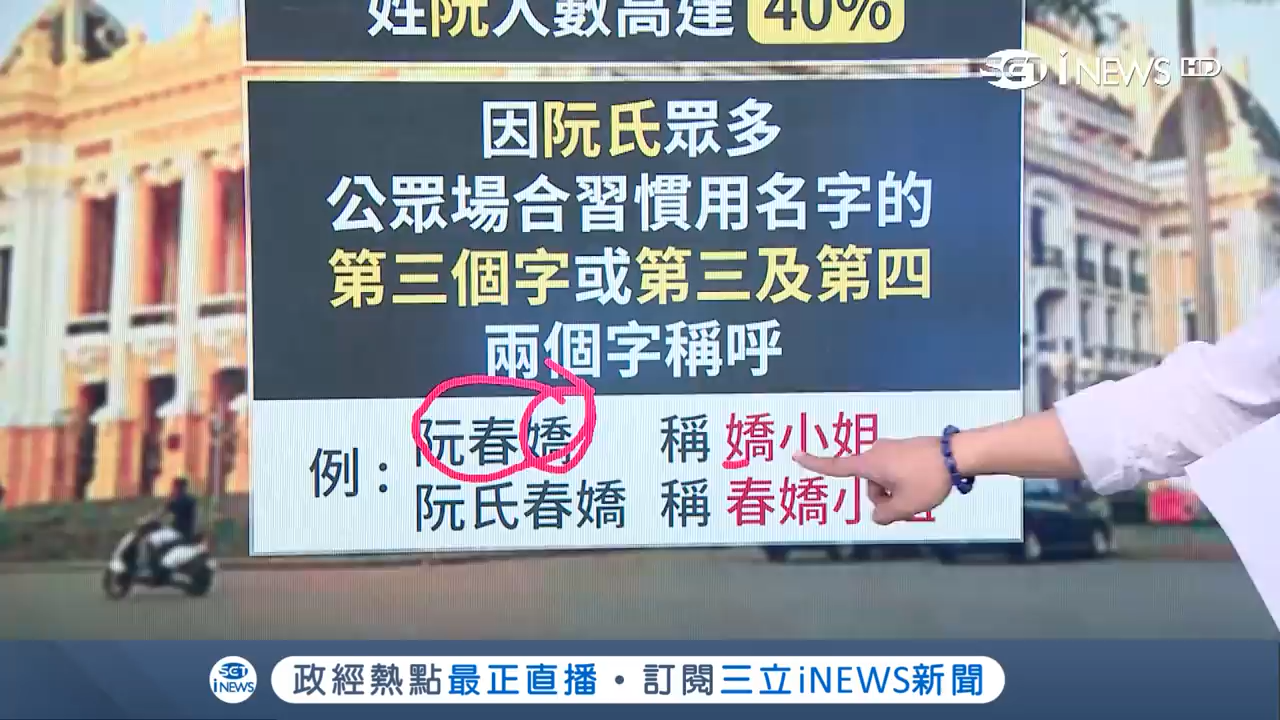 姓阮人數高達 40%
SET iNEWS HD
因阮氏眾多
公眾場合習慣用名字的
第三個字或第三及第四
兩個字稱呼
例：
阮春嬌 稱 嬌小姐
阮氏春嬌 稱 春嬌小姐
SET iNEWS
政經熱點最正直播・訂閱三立iNEWS新聞